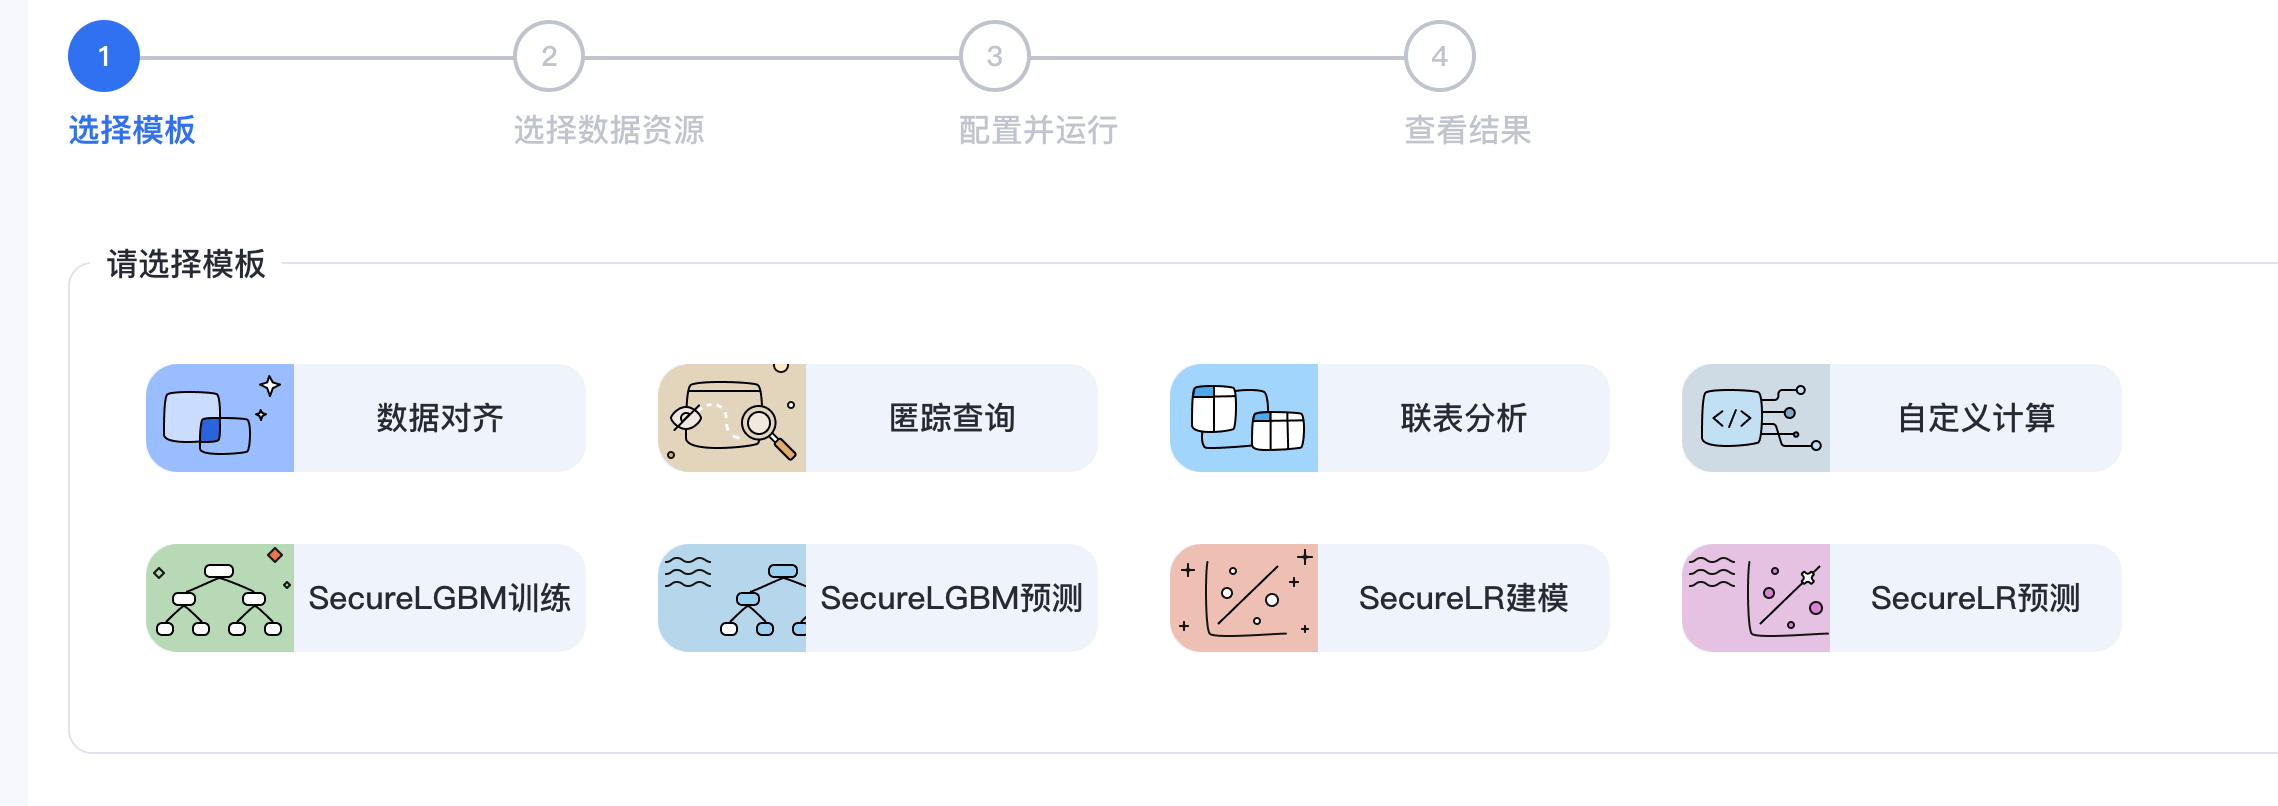 1
2
3
4
选择模板
选择数据资源
配置并运行
查看结果
请选择模板
数据对齐
匿踪查询
联表分析
</>
自定义计算
SecureLGBM训练
SecureLGBM预测
SecureLR建模
SecureLR预测